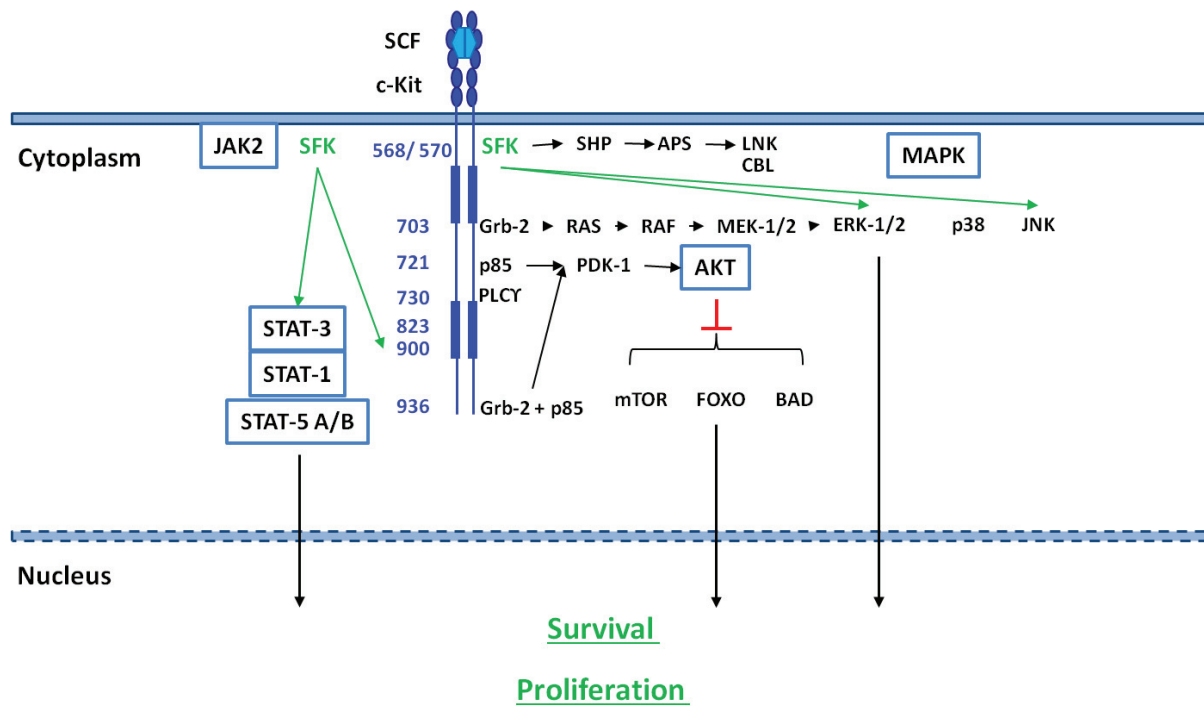 SCF
c-Kit
Cytoplasm
JAK2
SFK
568/ 570
SFK
SHP
APS
LNK
CBL
MAPK
703
Grb-2
RAS
RAF
MEK-1/2
ERK-1/2
p38
JNK
721
p85
PDK-1
AKT
730
PLCϒ
823
900
STAT-3
STAT-1
STAT-5 A/B
936
Grb-2 + p85
mTOR
FOXO
BAD
Nucleus
Survival
Proliferation